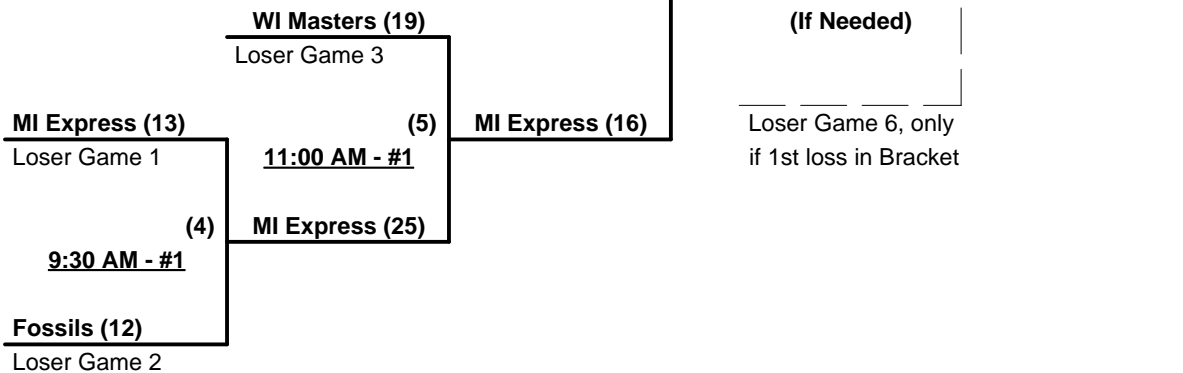 WI Masters (19)
(If Needed)
Loser Game 3
MI Express (13)
(5)
MI Express (16)
Loser Game 6, only
Loser Game 1
11:00 AM - #1
if 1st loss in Bracket
(4)
MI Express (25)
9:30 AM - #1
Fossils (12)
Loser Game 2